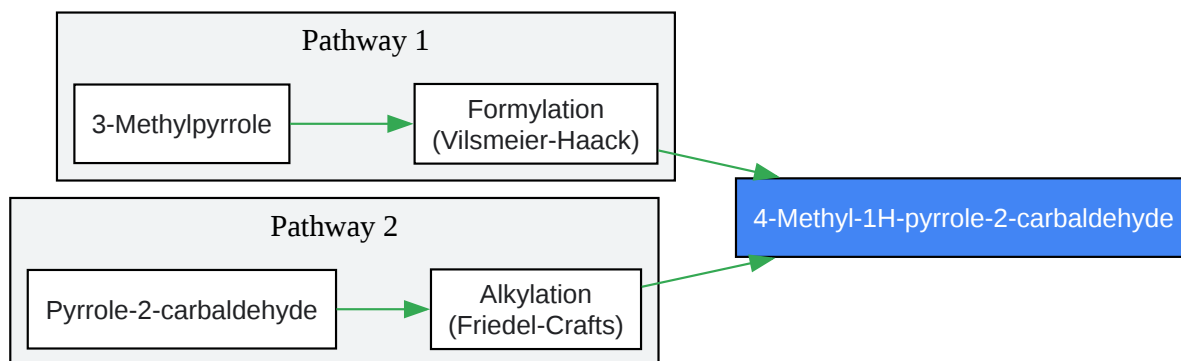 Pathway 1
3-Methylpyrrole
Formylation
(Vilsmeier-Haack)
4-Methyl-1H-pyrrole-2-carbaldehyde
Pathway 2
Pyrrole-2-carbaldehyde
Alkylation
(Friedel-Crafts)